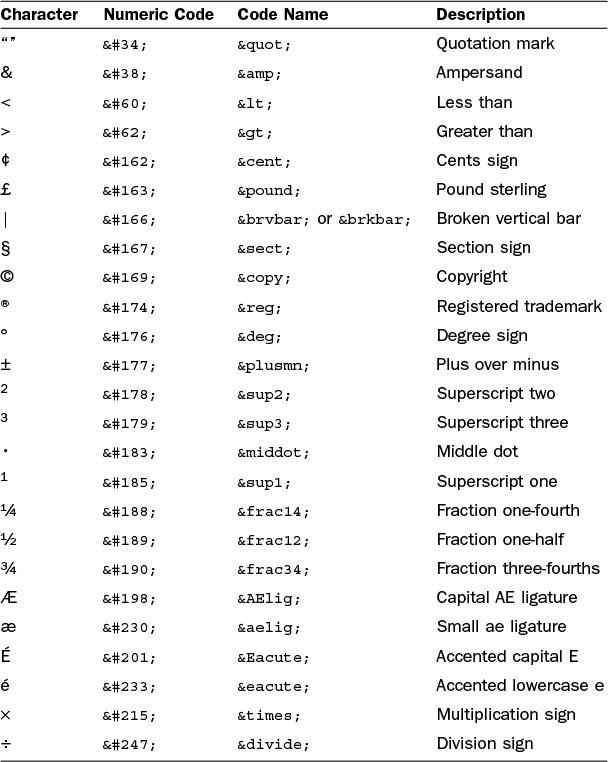 Character Numeric Code Code Name Description
“” &#34; &quot; Quotation mark
& &#38; &amp; Ampersand
< &#60; &lt; Less than
> &#62; &gt; Greater than
¢ &#162; &cent; Cents sign
£ &#163; &pound; Pound sterling
| &#166; &brvbar; or &brkbar; Broken vertical bar
§ &#167; &sect; Section sign
© &#169; &copy; Copyright
® &#174; &reg; Registered trademark
° &#176; &deg; Degree sign
± &#177; &plusmn; Plus over minus
² &#178; &sup2; Superscript two
³ &#179; &sup3; Superscript three
· &#183; &middot; Middle dot
¹ &#185; &sup1; Superscript one
¼ &#188; &frac14; Fraction one-fourth
½ &#189; &frac12; Fraction one-half
¾ &#190; &frac34; Fraction three-fourths
Æ &#198; &AElig; Capital AE ligature
æ &#230; &aelig; Small ae ligature
É &#201; &Eacute; Accented capital E
é &#233; &eacute; Accented lowercase e
× &#215; &times; Multiplication sign
÷ &#247; &divide; Division sign